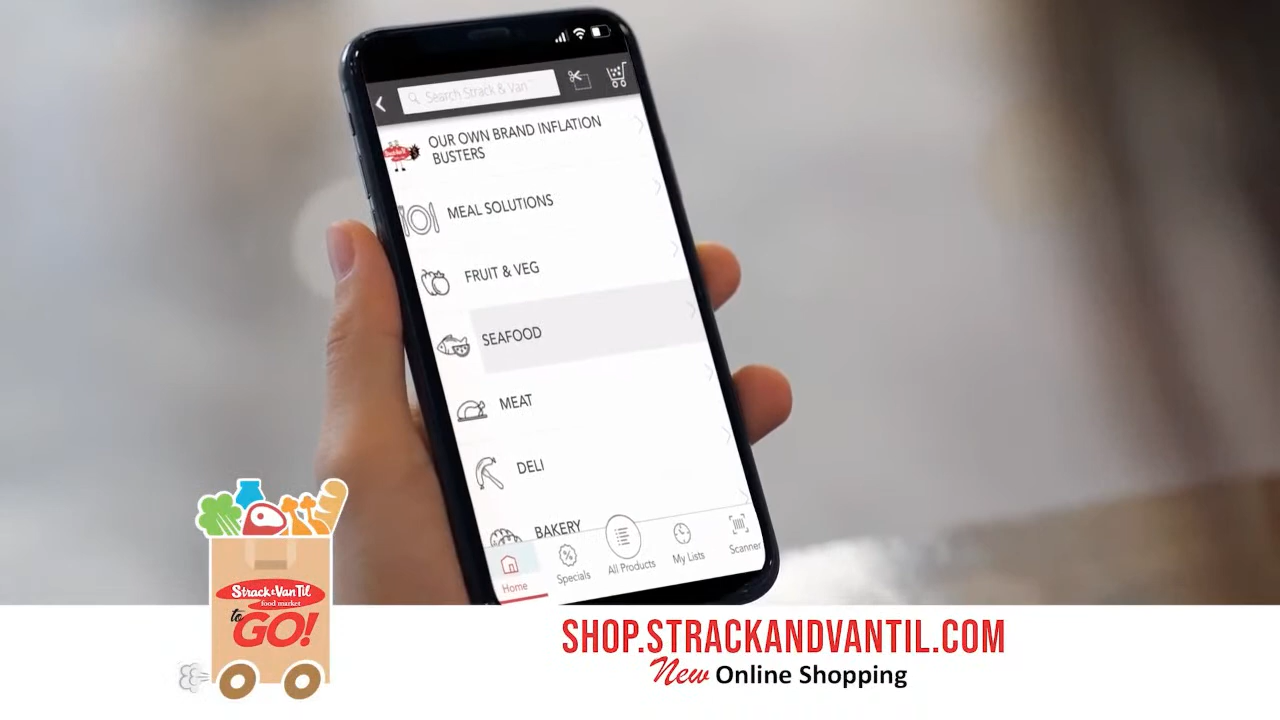 Search Strack & Van
OUR OWN BRAND INFLATION
BUSTERS
MEAL SOLUTIONS
FRUIT & VEG
SEAFOOD
MEAT
DELI
BAKERY
Home
Specials
All Products
My Lists
Scanner
Strack & Van Til
food market
to
GO!
SHOP.STRACKANDVANTIL.COM
New Online Shopping